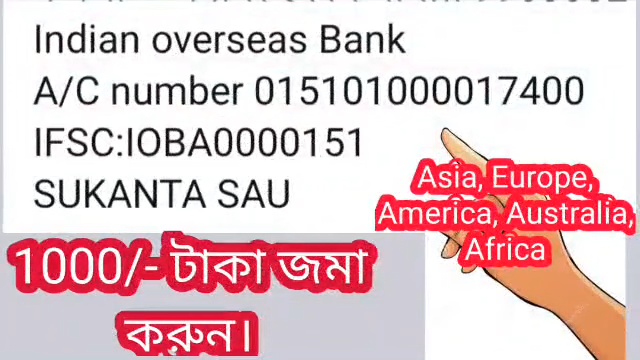 Indian overseas Bank
A/C number 015101000017400
IFSC:IOBA0000151
SUKANTA SAU
Asia, Europe,
America, Australia,
Africa
1000/- টাকা জমা
করুন।